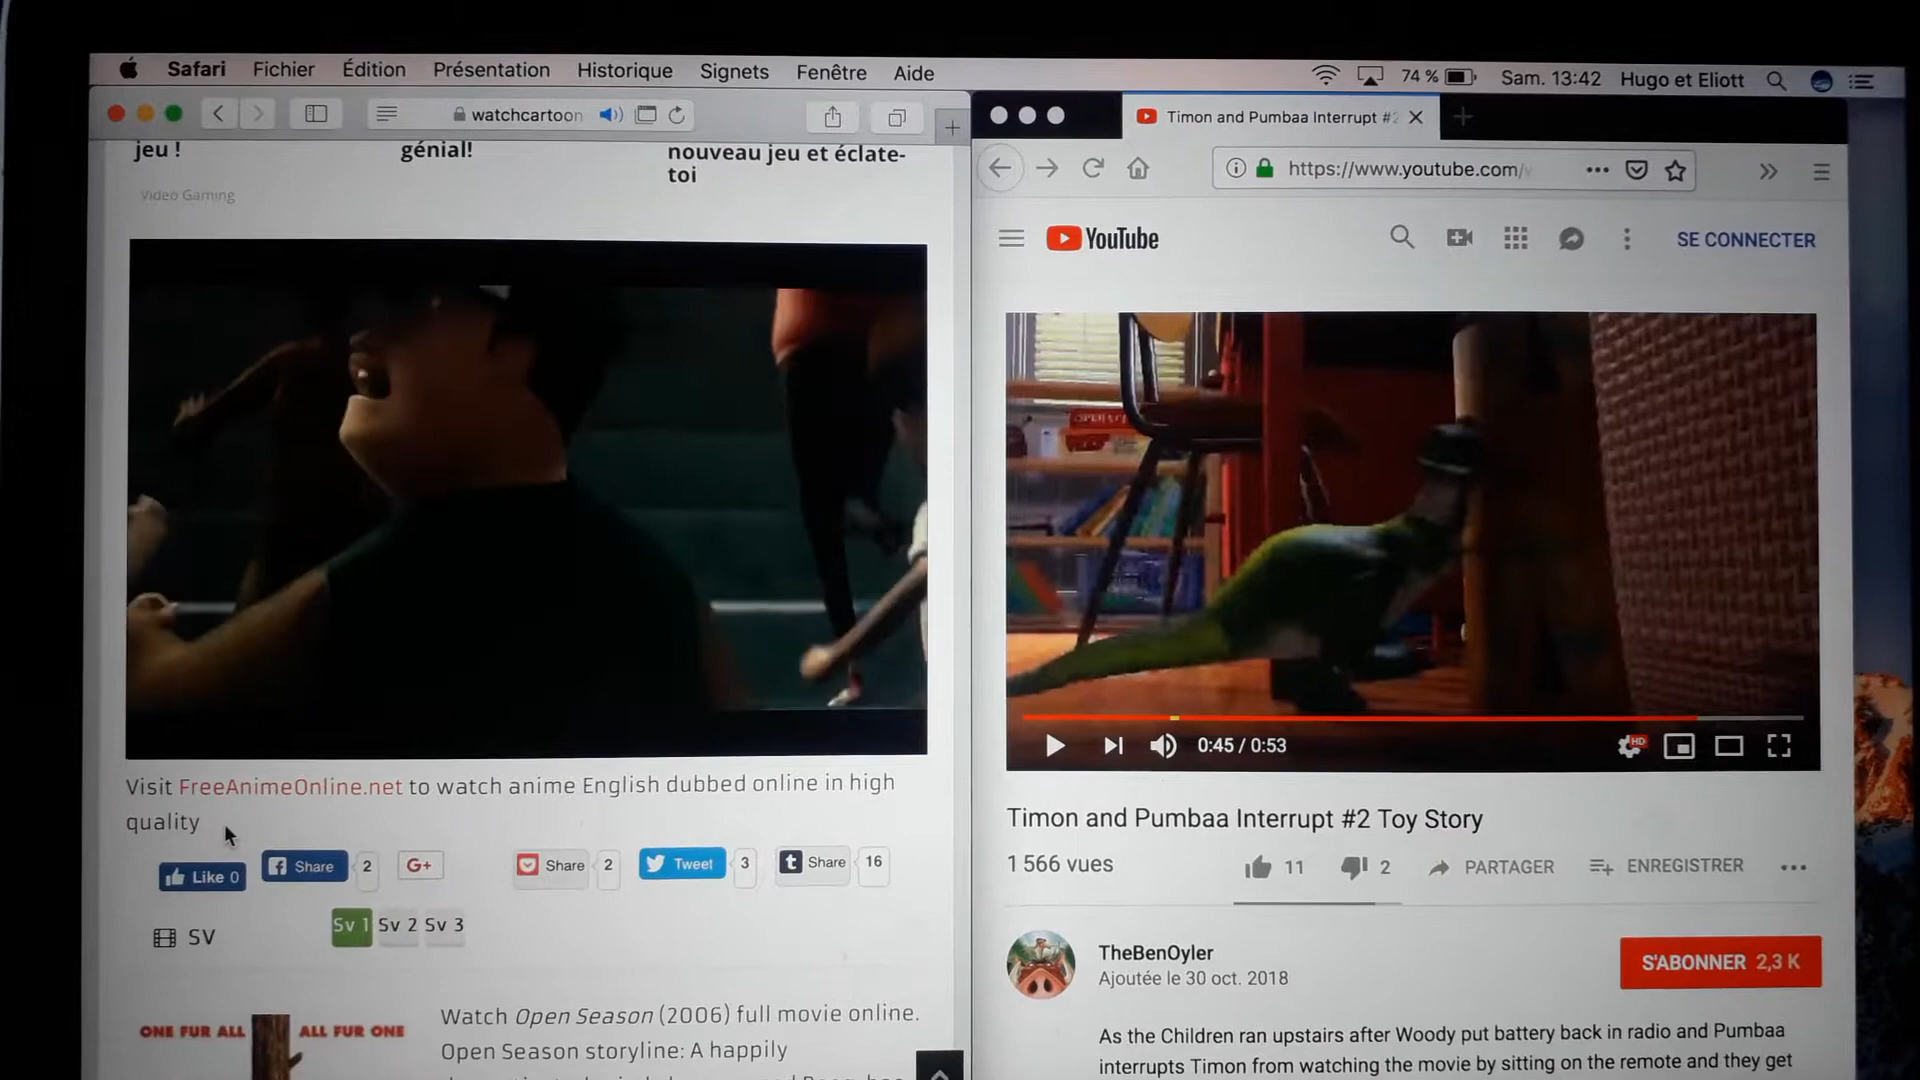 Safari Fichier Édition Présentation Historique Signets Fenêtre Aide 74 % Sam. 13:42 Hugo et Eliott
watchcartoon
jeu !
génial!
nouveau jeu et éclate-
toi
Video Gaming
Visit FreeAnimeOnline.net to watch anime English dubbed online in high
quality
Like 0 Share 2 G+ Share 2 Tweet 3 Share 16
SV Sv 1 Sv 2 Sv 3
ONE FUR ALL ALL FUR ONE
Watch Open Season (2006) full movie online.
Open Season storyline: A happily
Timon and Pumbaa Interrupt #2
https://www.youtube.com/
YouTube SE CONNECTER
0:45 / 0:53 HD
Timon and Pumbaa Interrupt #2 Toy Story
1 566 vues 11 2 PARTAGER ENREGISTRER
TheBenOyler
Ajoutée le 30 oct. 2018
S'ABONNER 2,3 K
As the Children ran upstairs after Woody put battery back in radio and Pumbaa
interrupts Timon from watching the movie by sitting on the remote and they get